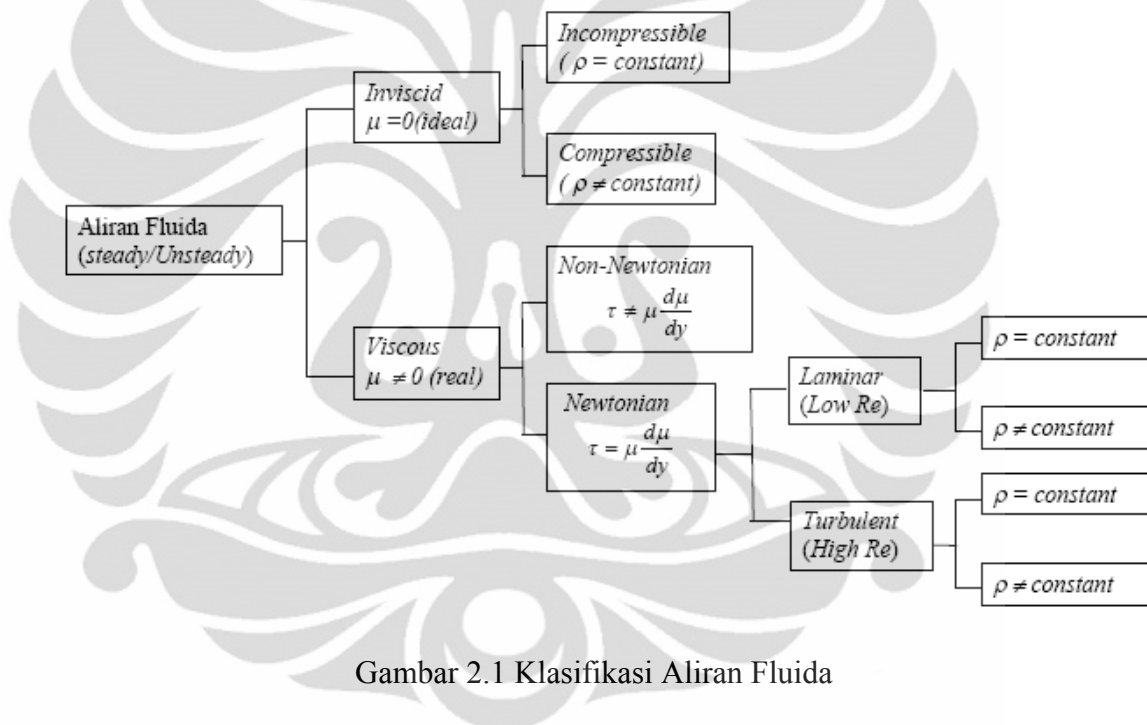 Incompressible
( ρ = constant)
Inviscid
μ =0(ideal)
Compressible
( ρ ≠ constant)
Aliran Fluida
(steady/Unsteady)
Non-Newtonian
τ ≠ μ dμ/dy
Viscous
μ ≠ 0 (real)
Newtonian
τ = μ dμ/dy
Laminar
(Low Re)
ρ = constant
ρ ≠ constant
Turbulent
(High Re)
ρ = constant
ρ ≠ constant
Gambar 2.1 Klasifikasi Aliran Fluida